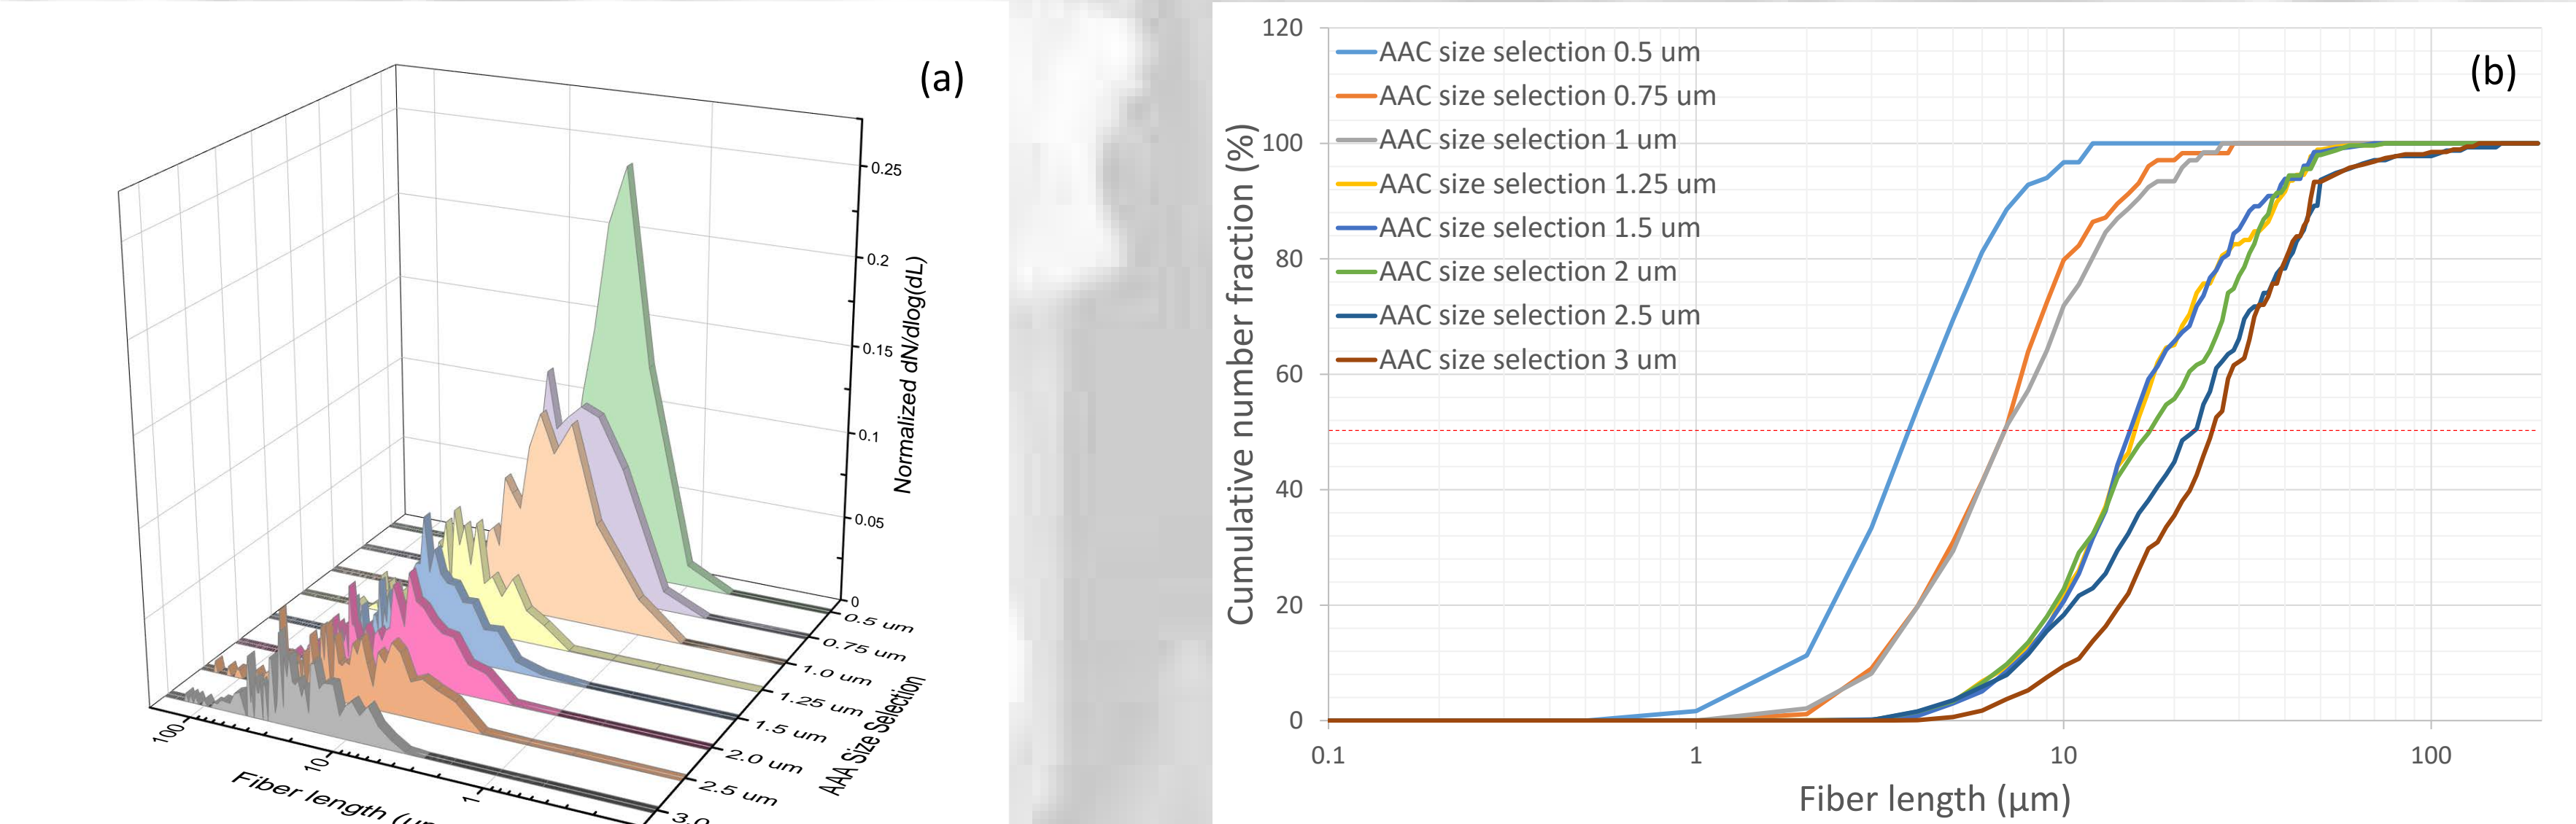 (a)
0.25
0.2
0.15
0.1
0.05
0
Normalized dN/dlog(dL)
0.5 um
0.75 um
1.0 um
1.25 um
1.5 um
2.0 um
2.5 um
3.0
AAA Size Selection
100
10
1
Fiber length
(b)
120
100
80
60
40
20
0
Cumulative number fraction (%)
AAC size selection 0.5 um
AAC size selection 0.75 um
AAC size selection 1 um
AAC size selection 1.25 um
AAC size selection 1.5 um
AAC size selection 2 um
AAC size selection 2.5 um
AAC size selection 3 um
0.1
1
10
100
Fiber length (μm)